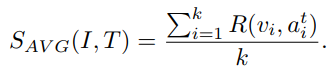 S_{AVG}(I, T) = \frac{\sum_{i=1}^{k} R(v_i, a_i^t)}{k}.